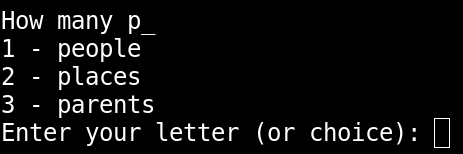 How many p_
1 - people
2 - places
3 - parents
Enter your letter (or choice):